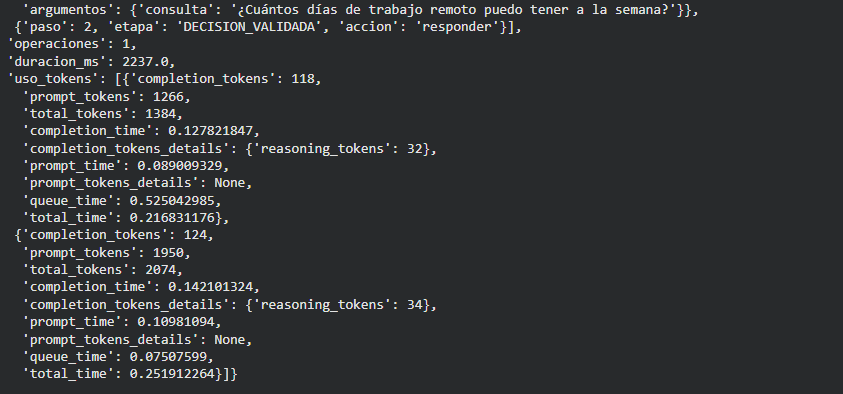 'argumentos': {'consulta': '¿Cuántos días de trabajo remoto puedo tener a la semana?'}},
{'paso': 2, 'etapa': 'DECISION_VALIDADA', 'accion': 'responder'}],
'operaciones': 1,
'duracion_ms': 2237.0,
'uso_tokens': [{'completion_tokens': 118,
'prompt_tokens': 1266,
'total_tokens': 1384,
'completion_time': 0.127821847,
'completion_tokens_details': {'reasoning_tokens': 32},
'prompt_time': 0.089009329,
'prompt_tokens_details': None,
'queue_time': 0.525042985,
'total_time': 0.216831176},
{'completion_tokens': 124,
'prompt_tokens': 1950,
'total_tokens': 2074,
'completion_time': 0.142101324,
'completion_tokens_details': {'reasoning_tokens': 34},
'prompt_time': 0.10981094,
'prompt_tokens_details': None,
'queue_time': 0.07507599,
'total_time': 0.251912264}]}